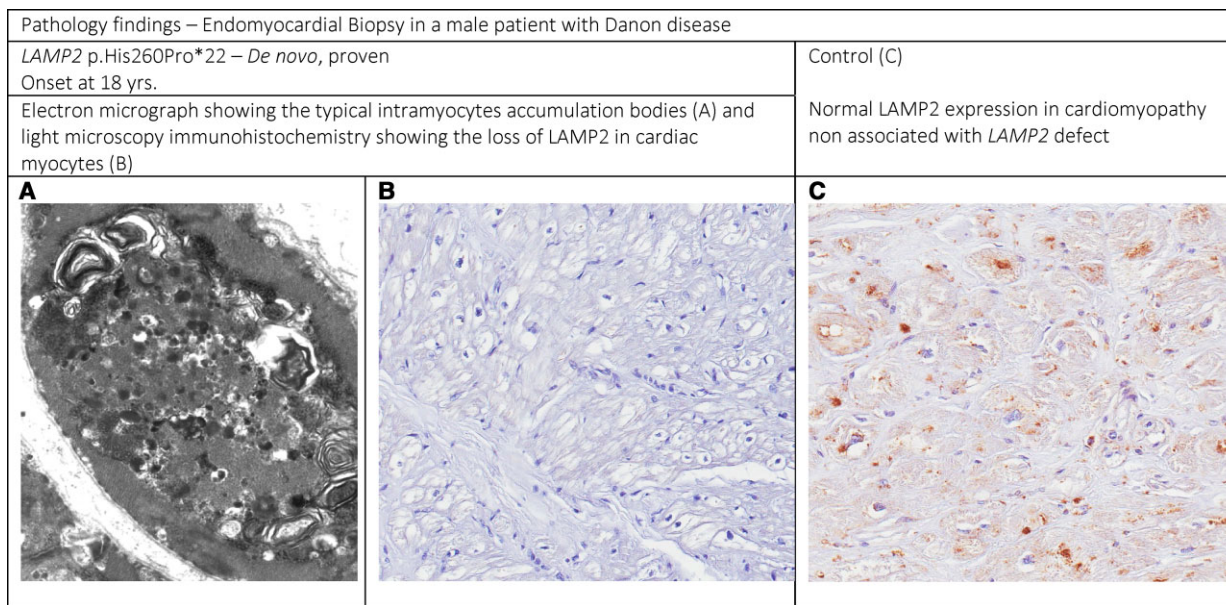 Pathology findings – Endomyocardial Biopsy in a male patient with Danon disease
LAMP2 p.His260Pro*22 – De novo, proven
Onset at 18 yrs.
Electron micrograph showing the typical intramyocytes accumulation bodies (A) and
light microscopy immunohistochemistry showing the loss of LAMP2 in cardiac
myocytes (B)
Control (C)
Normal LAMP2 expression in cardiomyopathy
non associated with LAMP2 defect
A
B
C